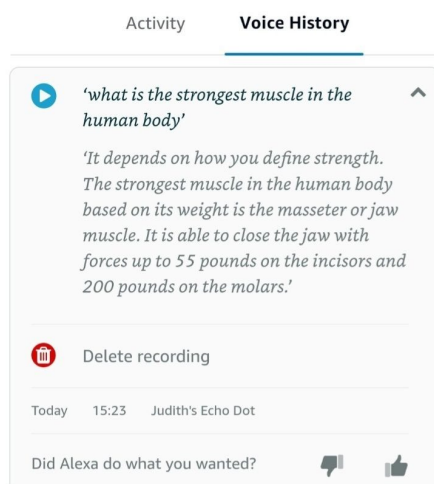 Activity Voice History
‘what is the strongest muscle in the
human body’
‘It depends on how you define strength.
The strongest muscle in the human body
based on its weight is the masseter or jaw
muscle. It is able to close the jaw with
forces up to 55 pounds on the incisors and
200 pounds on the molars.’
Delete recording
Today 15:23 Judith's Echo Dot
Did Alexa do what you wanted?